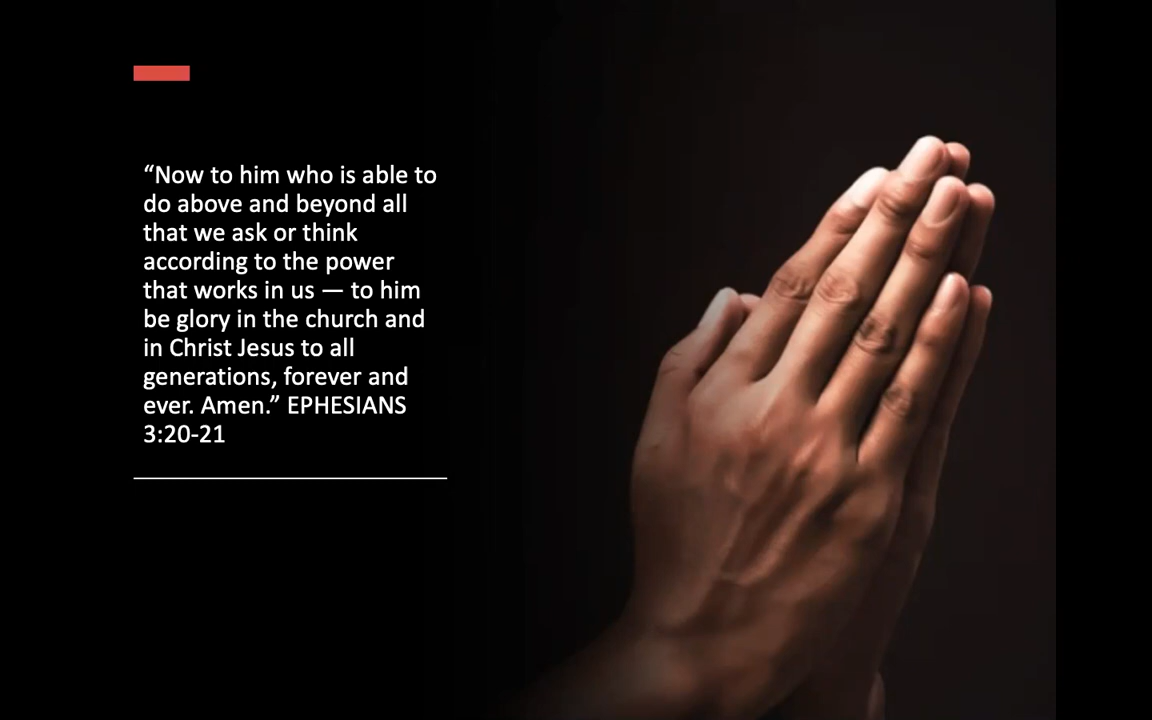 “Now to him who is able to
do above and beyond all
that we ask or think
according to the power
that works in us — to him
be glory in the church and
in Christ Jesus to all
generations, forever and
ever. Amen.” EPHESIANS
3:20-21